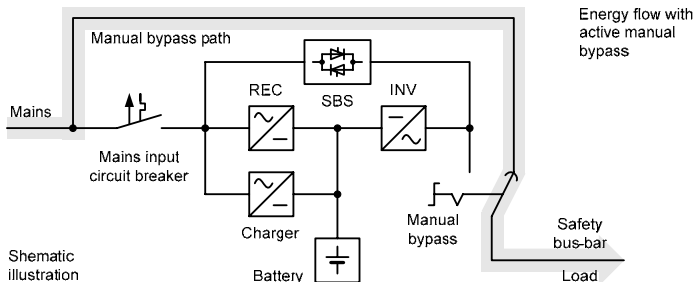 Energy flow with
active manual
bypass
Manual bypass path
Mains
REC
SBS
INV
Mains input
circuit breaker
Charger
Battery
Manual
bypass
Safety
bus-bar
Load
Shematic
illustration